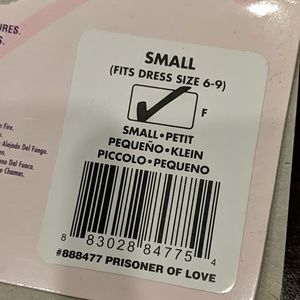 URES.
S.
SMALL
(FITS DRESS SIZE 6-9)
F
SMALL•PETIT
PEQUEÑO•KLEIN
PICCOLO•PEQUENO
8 83028 84775 4
#888477 PRISONER OF LOVE
n Fire.
Alejado Del Fuego.
Del Fuoco.
e Chamas.